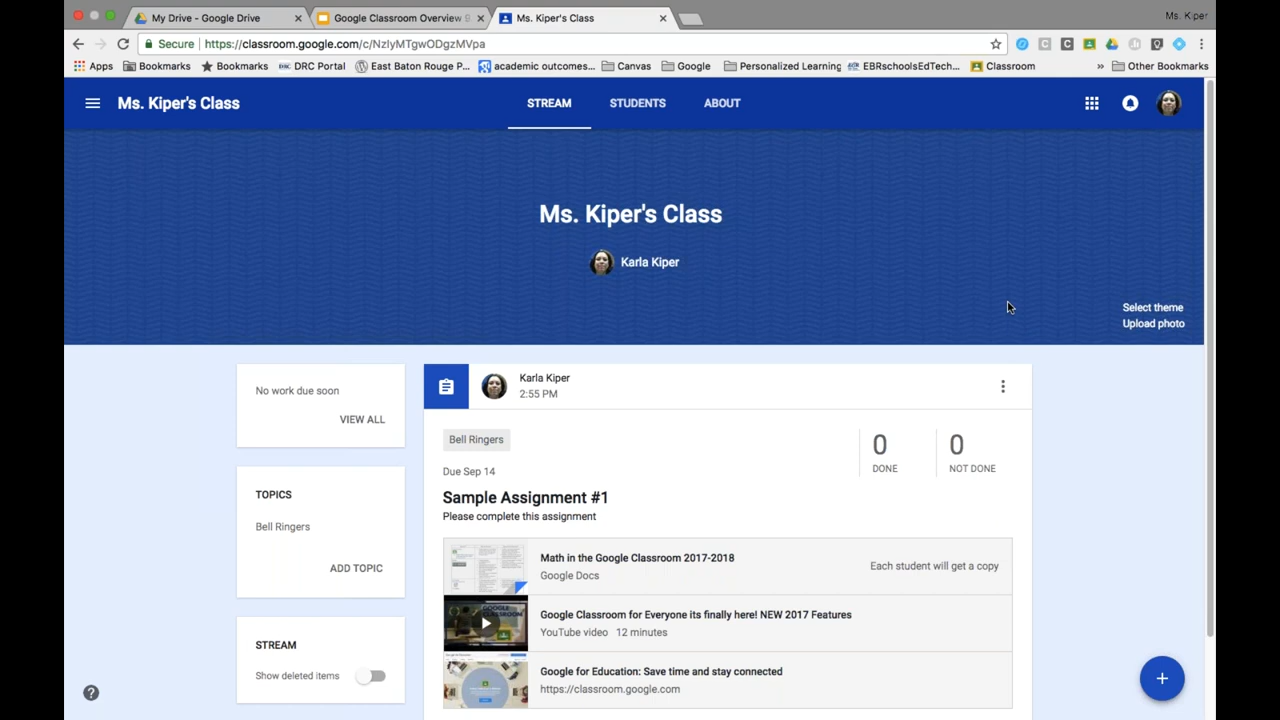 My Drive - Google Drive
Google Classroom Overview 9
Ms. Kiper's Class
Ms. Kiper
Secure
https://classroom.google.com/c/NzIyMTgwODgzMVpa
Apps
Bookmarks
Bookmarks
DRC Portal
East Baton Rouge P...
academic outcomes...
Canvas
Google
Personalized Learning
EBRschoolsEdTech...
Classroom
»
Other Bookmarks
Ms. Kiper's Class
STREAM
STUDENTS
ABOUT
Ms. Kiper's Class
Karla Kiper
Select theme
Upload photo
No work due soon
VIEW ALL
TOPICS
Bell Ringers
ADD TOPIC
STREAM
Show deleted items
Karla Kiper
2:55 PM
Bell Ringers
0
DONE
0
NOT DONE
Due Sep 14
Sample Assignment #1
Please complete this assignment
Math in the Google Classroom 2017-2018
Google Docs
Each student will get a copy
Google Classroom for Everyone its finally here! NEW 2017 Features
YouTube video 12 minutes
Google for Education: Save time and stay connected
https://classroom.google.com